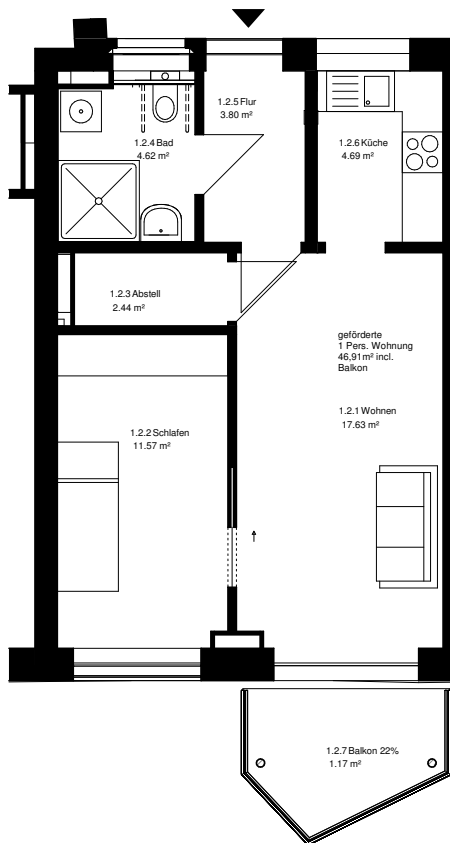 1.2.5 Flur
3.80 m²
1.2.4 Bad
4.62 m²
1.2.6 Küche
4.69 m²
1.2.3 Abstell
2.44 m²
geförderte
1 Pers. Wohnung
46,91m² incl.
Balkon
1.2.1 Wohnen
17.63 m²
1.2.2 Schlafen
11.57 m²
1.2.7 Balkon 22%
1.17 m²